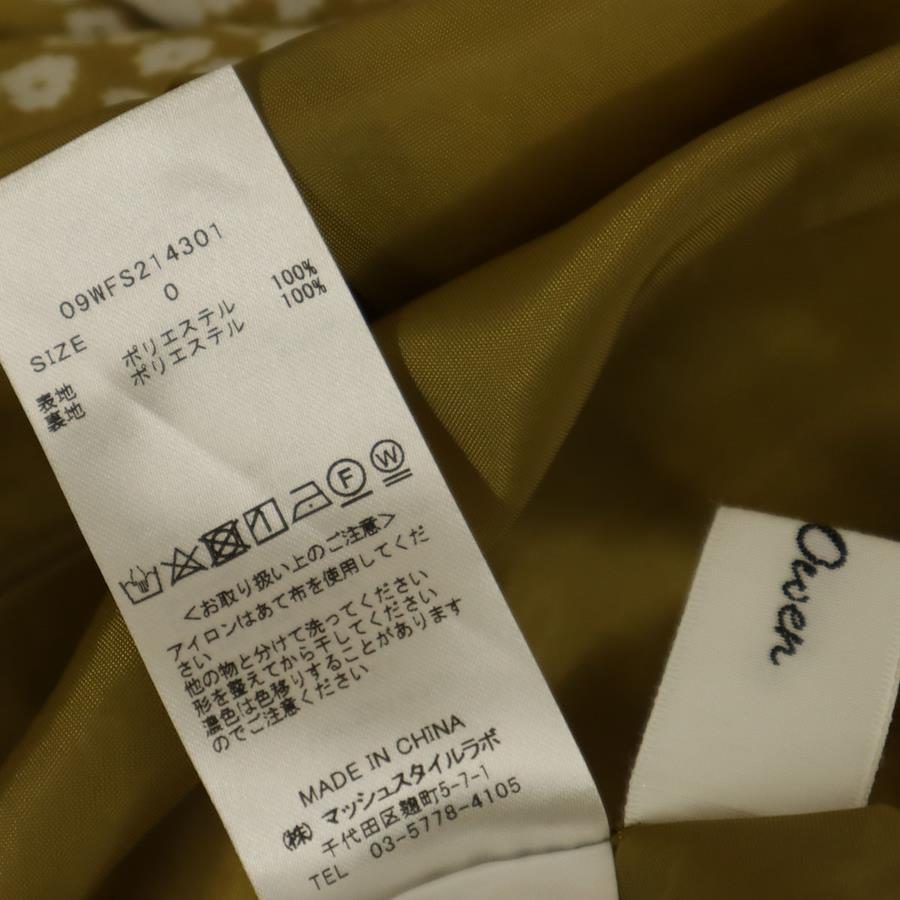 09WFS214301
SIZE 0
表地 ポリエステル 100%
裏地 ポリエステル 100%
F W
<お取り扱い上のご注意>
アイロンはあて布を使用してくだ
さい
他の物と分けて洗ってください
形を整えてから干してください
濃色は色移りすることがあります
のでご注意ください
MADE IN CHINA
(株) マッシュスタイルラボ
千代田区麹町5-7-1
TEL 03-5778-4105
Owen